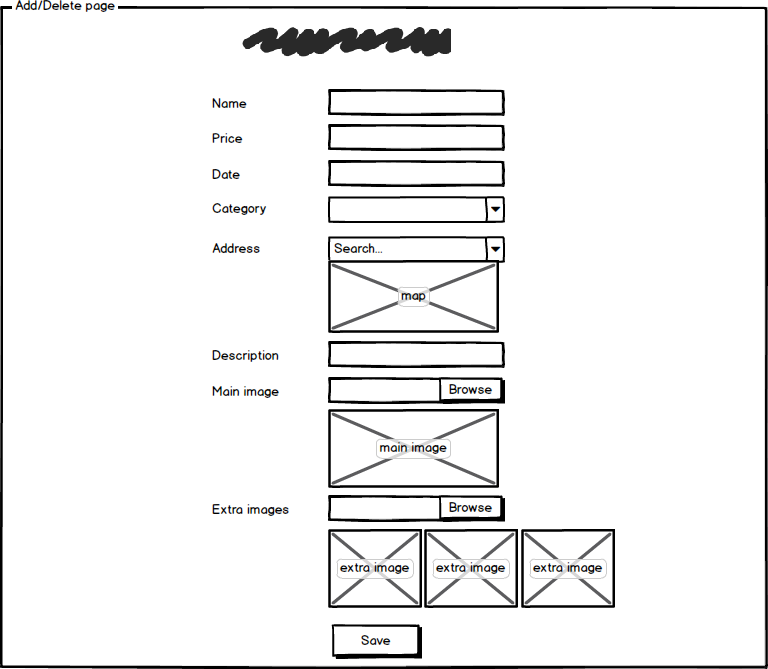 Add/Delete page
Name
Price
Date
Category
Address Search...
map
Description
Main image Browse
main image
Extra images Browse
extra image extra image extra image
Save